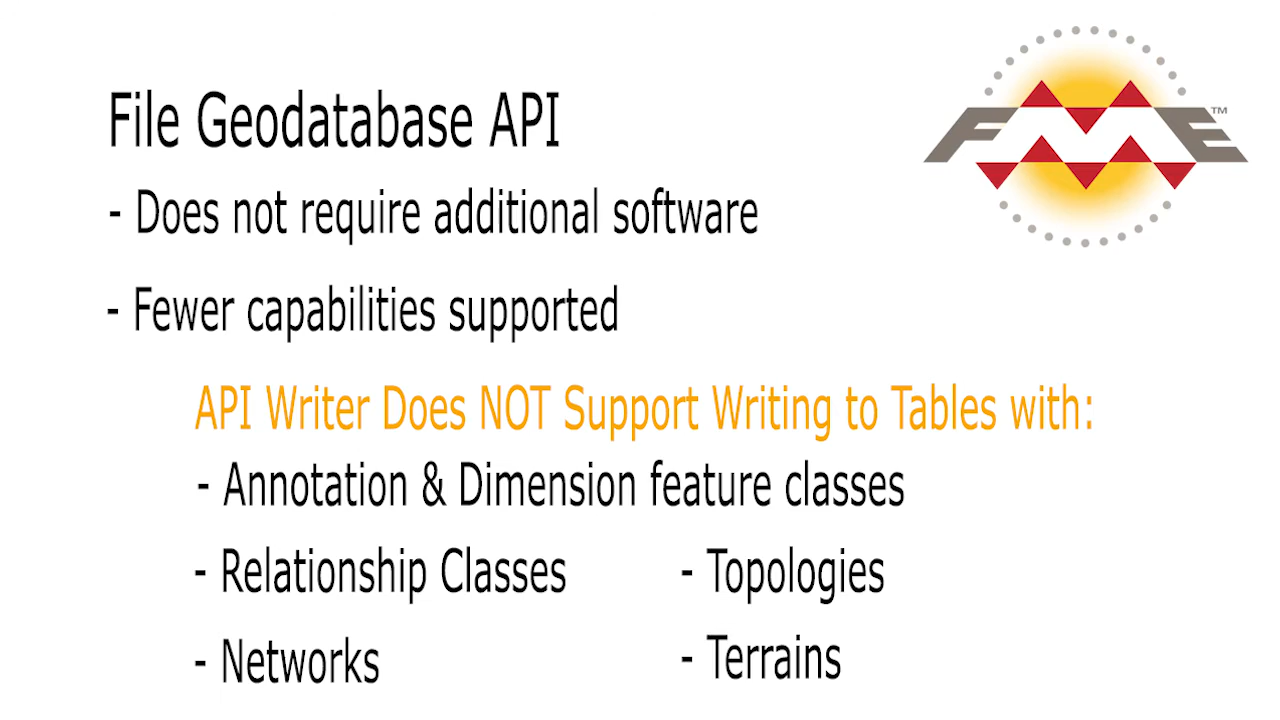 File Geodatabase API
- Does not require additional software
- Fewer capabilities supported
API Writer Does NOT Support Writing to Tables with:
- Annotation & Dimension feature classes
- Relationship Classes
- Topologies
- Networks
- Terrains
FME™